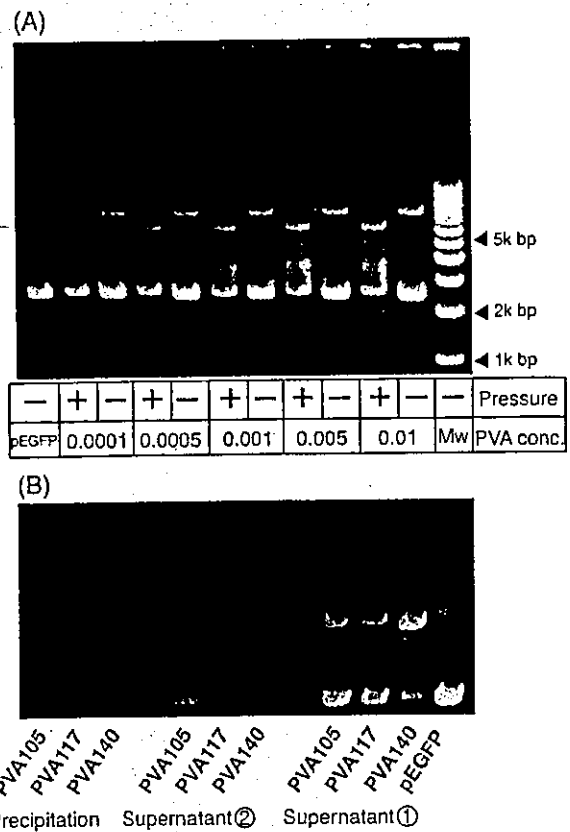 (A)
◄ 5k bp
◄ 2k bp
◄ 1k bp
− + − + − + − + − + − − Pressure
pEGFP 0.0001 0.0005 0.001 0.005 0.01 Mw PVA conc.
(B)
PVA105 PVA117 PVA140 PVA105 PVA117 PVA140 PVA105 PVA117 PVA140 pEGFP
Precipitation Supernatant② Supernatant①